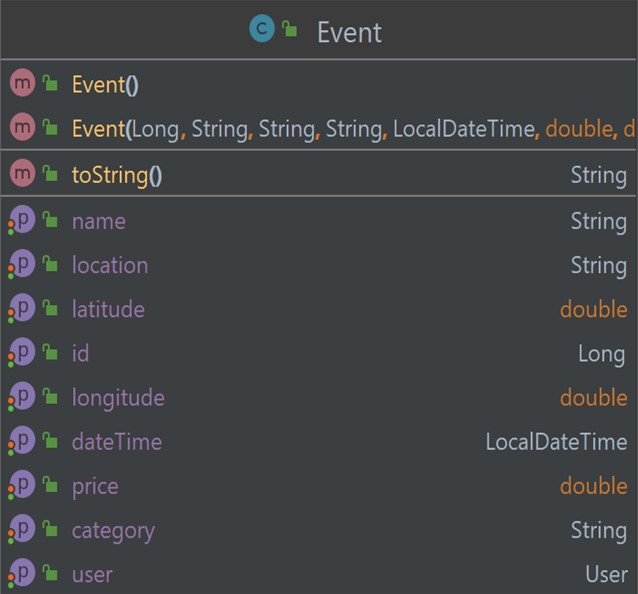 C Event
m Event()
m Event(Long, String, String, String, LocalDateTime, double, d
m toString() String
p name String
p location String
p latitude double
p id Long
p longitude double
p dateTime LocalDateTime
p price double
p category String
p user User